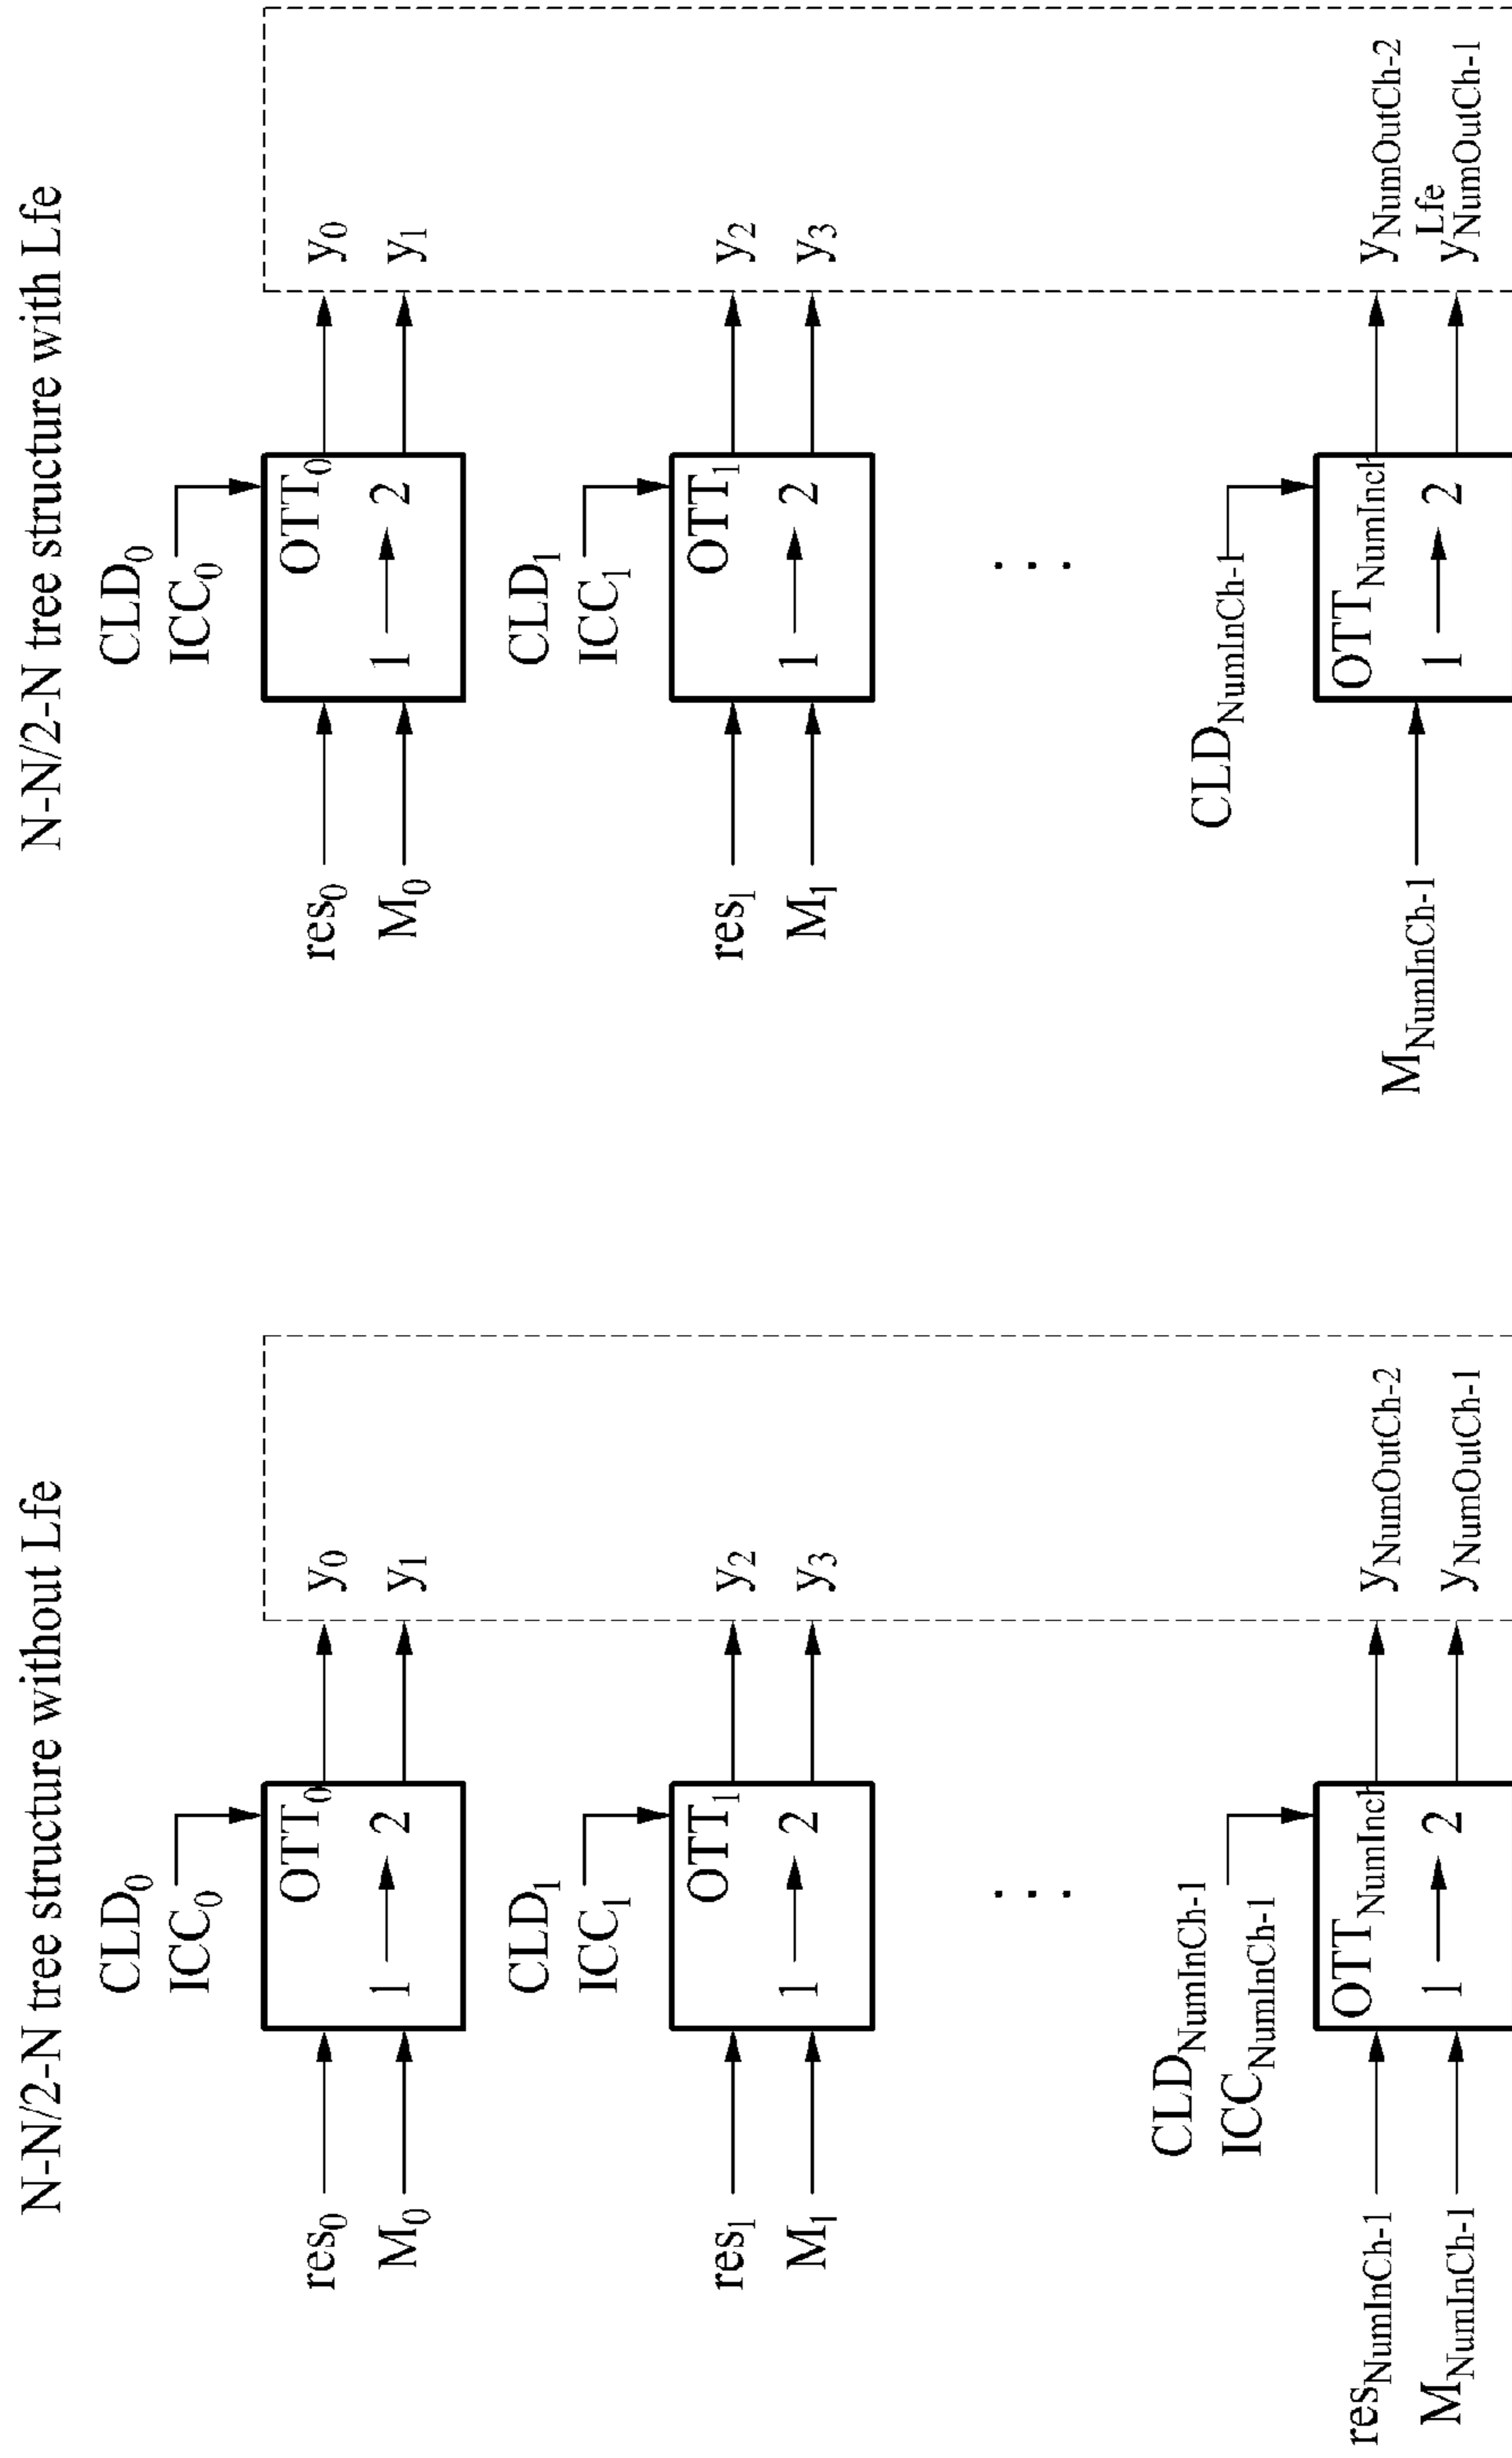 N-N/2-N tree structure without Lfe
CLD0
ICC0
res0
M0
OTT0
1 2
y0
y1
CLD1
ICC1
res1
M1
OTT1
1 2
y2
y3
CLDNumInCh-1
ICCNumInCh-1
resNumInCh-1
MNumInCh-1
OTTNumInch
1 2
yNumOutCh-2
yNumOutCh-1
N-N/2-N tree structure with Lfe
CLD0
ICC0
res0
M0
OTT0
1 2
y0
y1
CLD1
ICC1
res1
M1
OTT1
1 2
y2
y3
CLDNumInCh-1
MNumInCh-1
OTTNumInch
1 2
yNumOutCh-2
Lfe
yNumOutCh-1